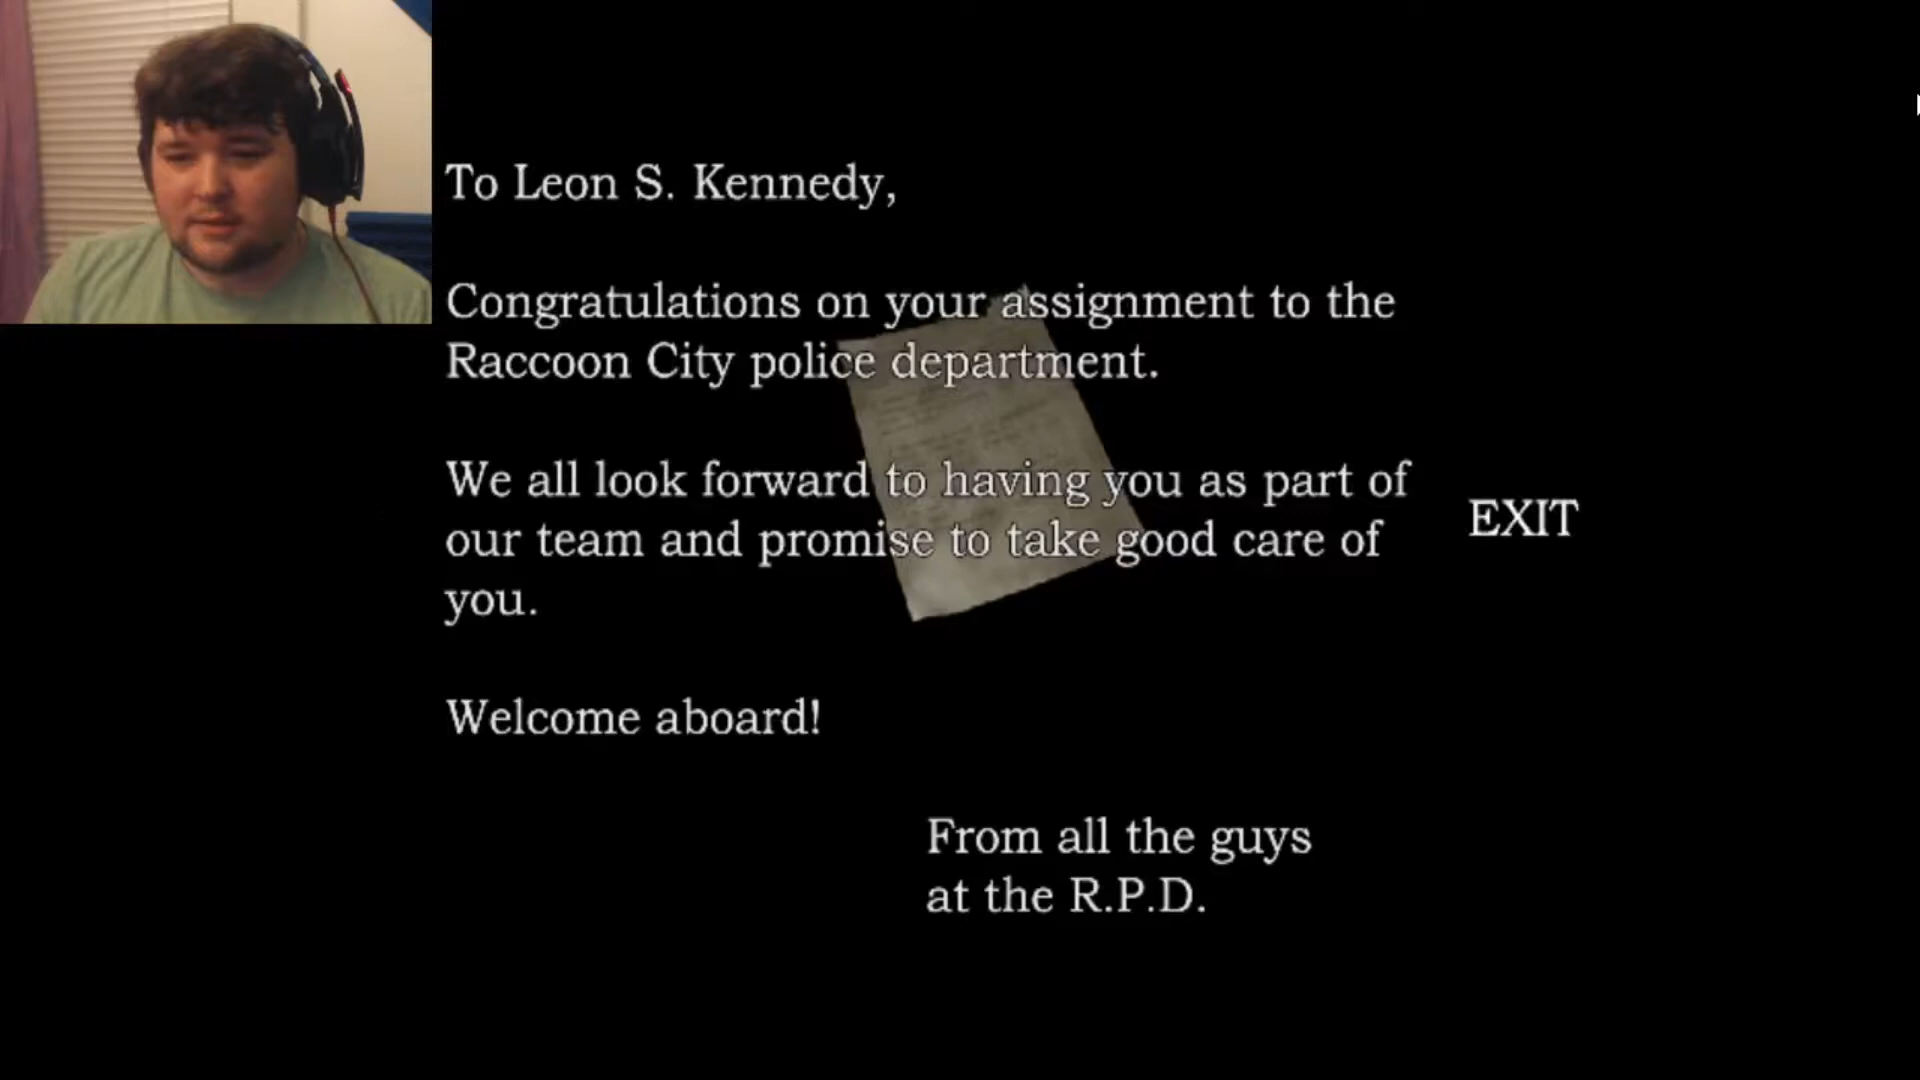 To Leon S. Kennedy,
Congratulations on your assignment to the
Raccoon City police department.
We all look forward to having you as part of
our team and promise to take good care of
you.
EXIT
Welcome aboard!
From all the guys
at the R.P.D.